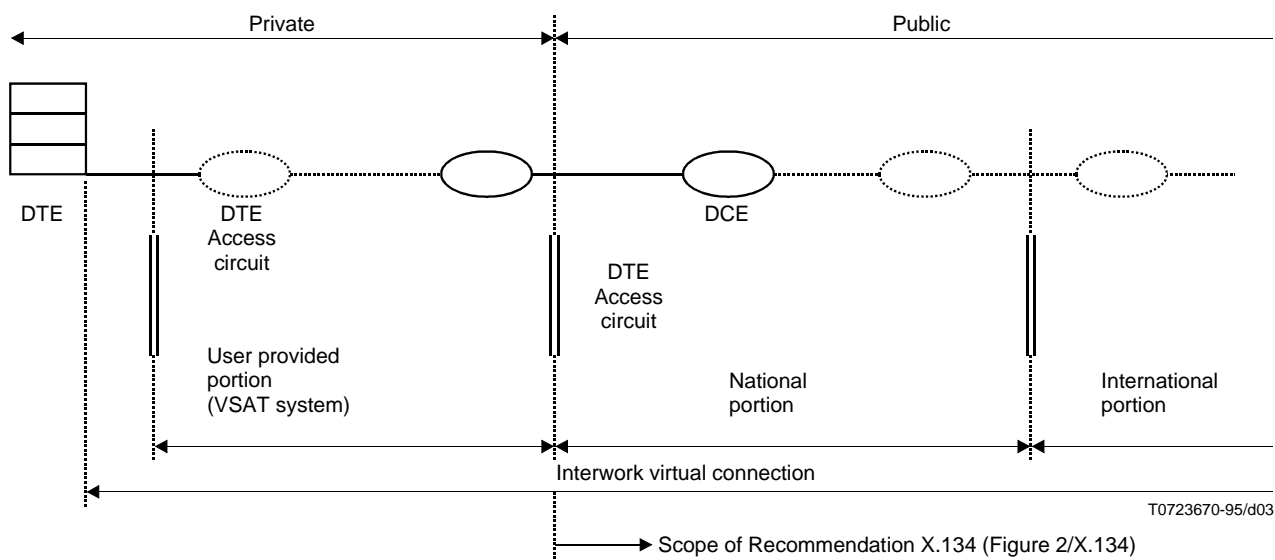 Private
Public
DTE
DTE
Access
circuit
DCE
DTE
Access
circuit
User provided
portion
(VSAT system)
National
portion
International
portion
Interwork virtual connection
T0723670-95/d03
Scope of Recommendation X.134 (Figure 2/X.134)